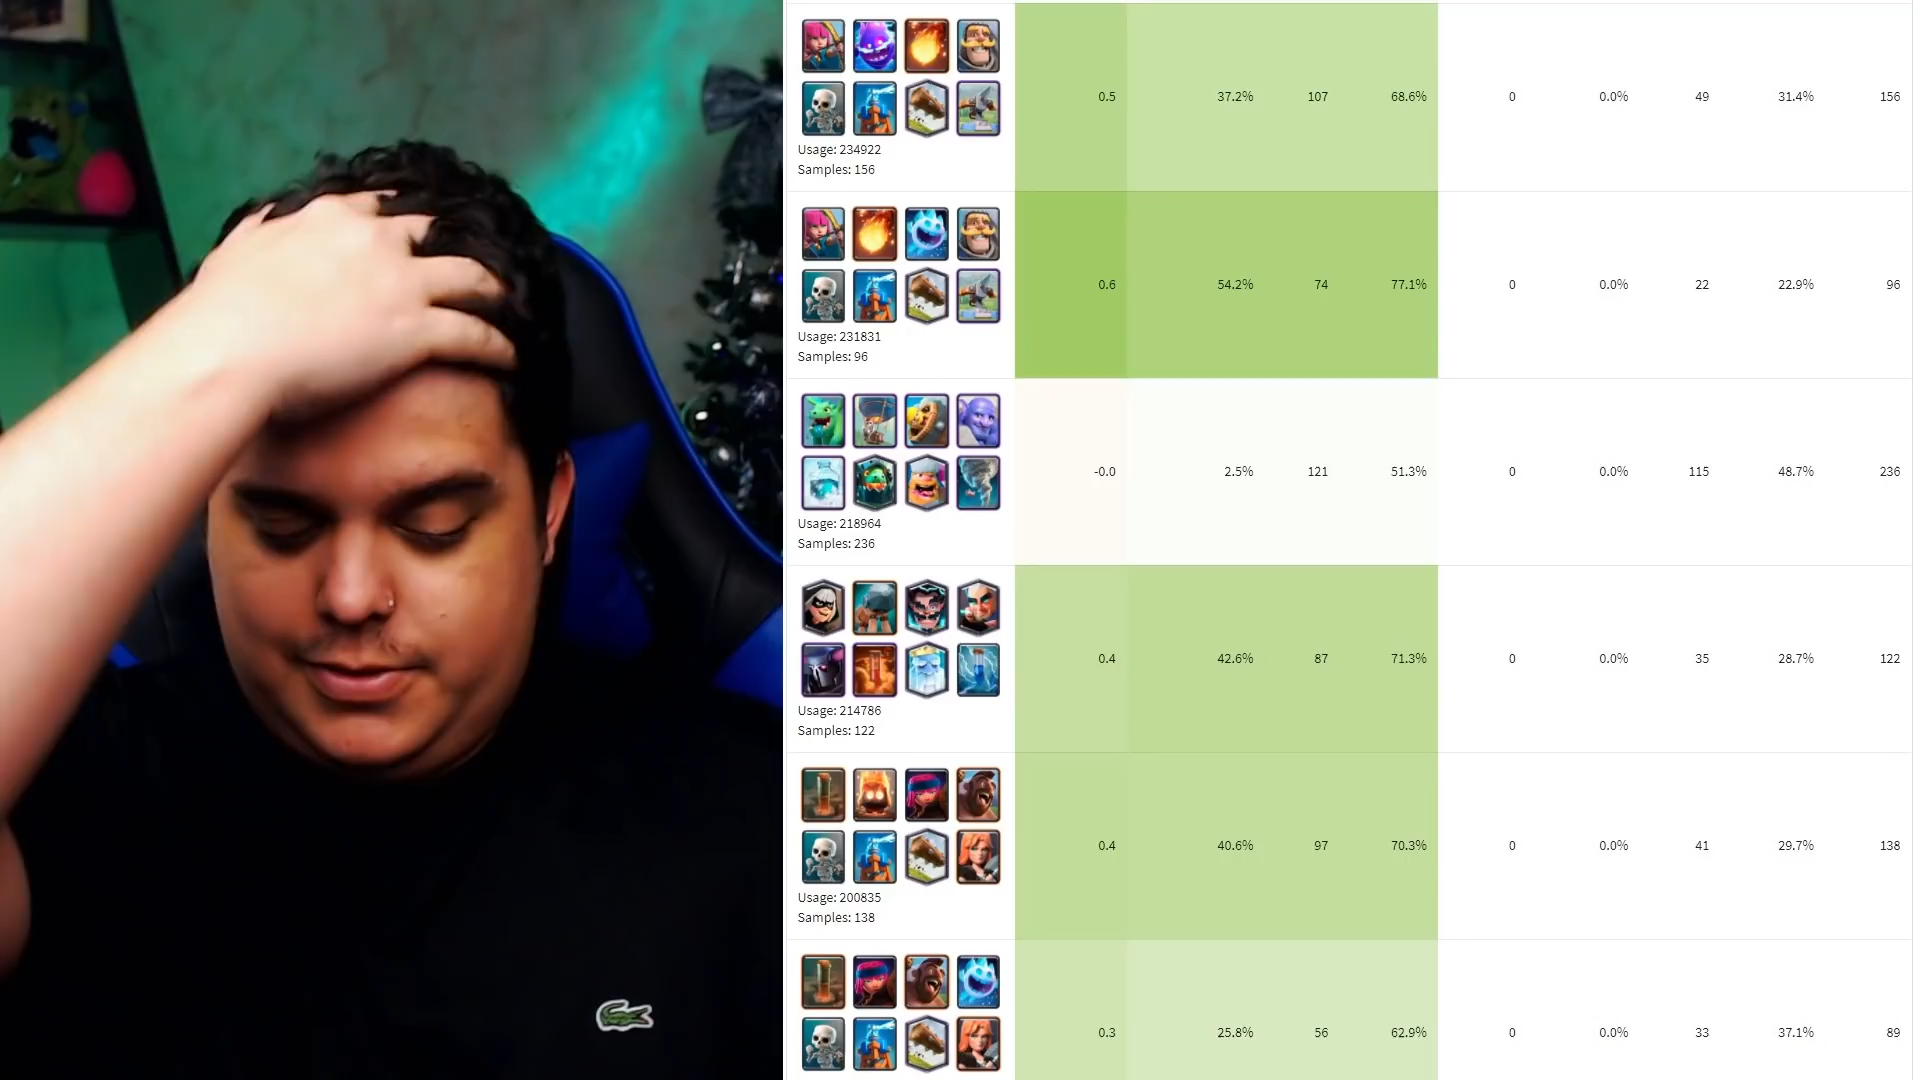 0.5 37.2% 107 68.6% 0 0.0% 49 31.4% 156
Usage: 234922
Samples: 156
0.6 54.2% 74 77.1% 0 0.0% 22 22.9% 96
Usage: 231831
Samples: 96
-0.0 2.5% 121 51.3% 0 0.0% 115 48.7% 236
Usage: 218964
Samples: 236
0.4 42.6% 87 71.3% 0 0.0% 35 28.7% 122
Usage: 214786
Samples: 122
0.4 40.6% 97 70.3% 0 0.0% 41 29.7% 138
Usage: 200835
Samples: 138
0.3 25.8% 56 62.9% 0 0.0% 33 37.1% 89